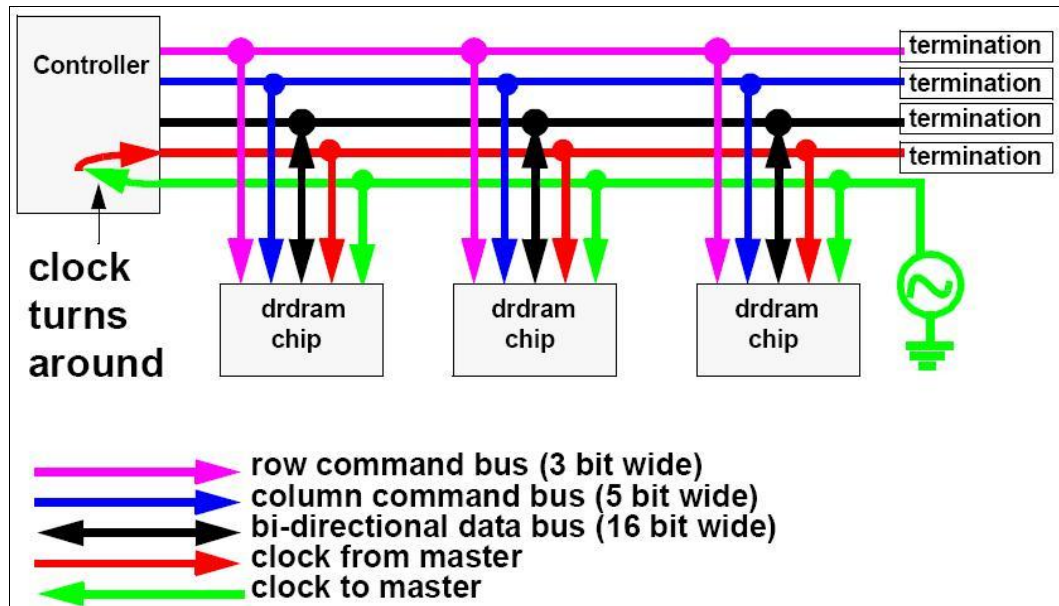 Controller
termination
termination
termination
termination
clock
turns
around
drdram
chip
drdram
chip
drdram
chip
row command bus (3 bit wide)
column command bus (5 bit wide)
bi-directional data bus (16 bit wide)
clock from master
clock to master